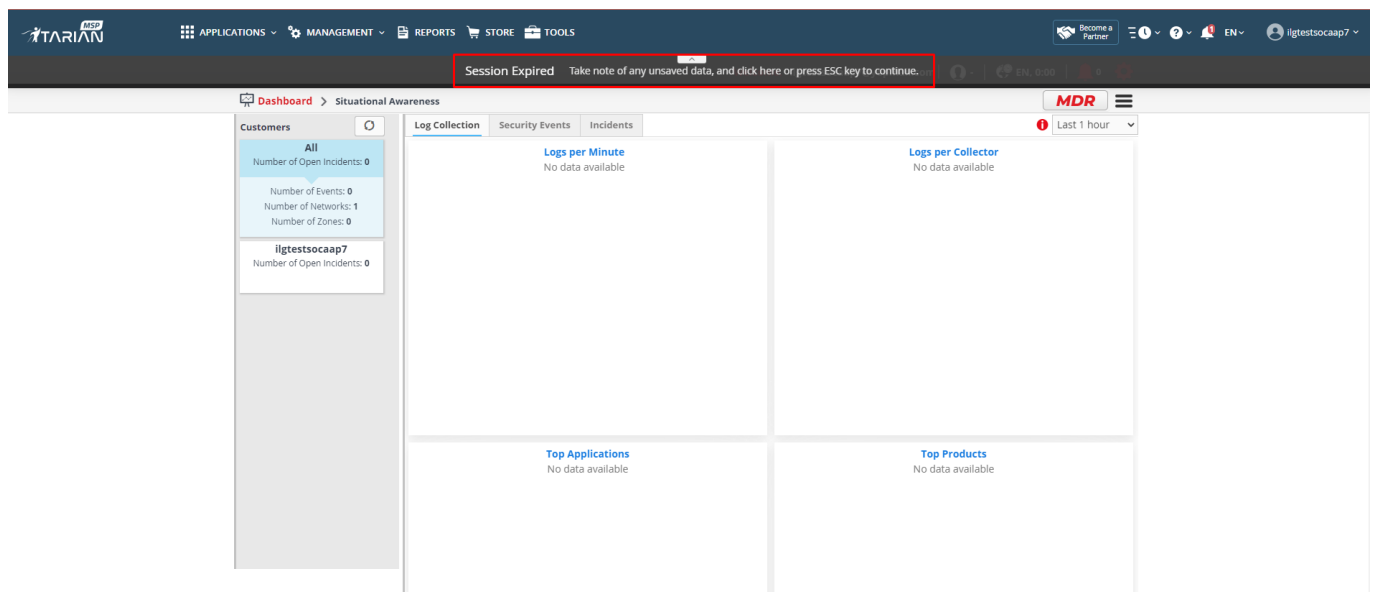 ITARIAN MSP
APPLICATIONS MANAGEMENT REPORTS STORE TOOLS
Become a
Partner
? EN ilgtestsocaap7
Session Expired Take note of any unsaved data, and click here or press ESC key to continue.
EN, 0:00
Dashboard > Situational Awareness
MDR
Customers
Log Collection Security Events Incidents
Last 1 hour
All
Number of Open Incidents: 0
Number of Events: 0
Number of Networks: 1
Number of Zones: 0
ilgtestsocaap7
Number of Open Incidents: 0
Logs per Minute
No data available
Logs per Collector
No data available
Top Applications
No data available
Top Products
No data available